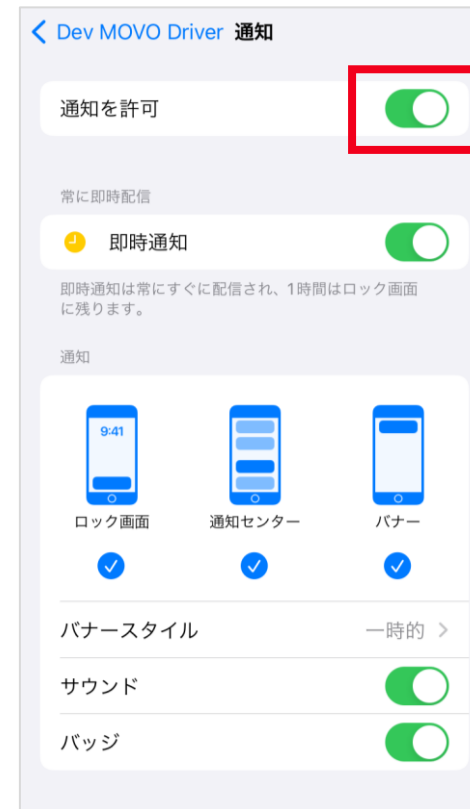 Dev MOVO Driver 通知
通知を許可
常に即時配信
即時通知
即時通知は常にすぐに配信され、1時間はロック画面
に残ります。
通知
9:41
ロック画面 通知センター バナー
バナースタイル 一時的
サウンド
バッジ